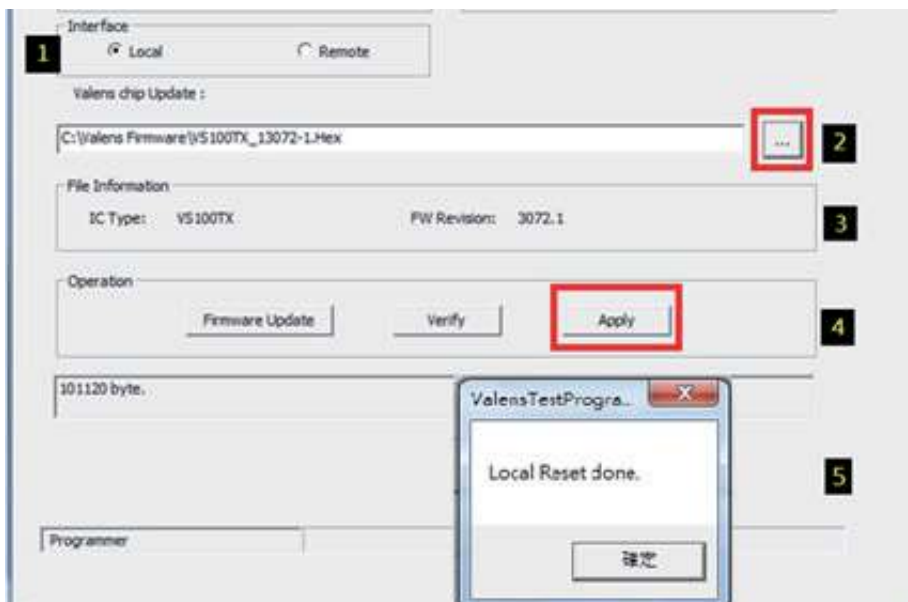 Interface
1
Local
Remote
Valens chip Update :
C:\Valens Firmware\VS100TX_13072-1.Hex
...
2
File Information
IC Type: VS100TX
FW Revision: 3072.1
3
Operation
Firmware Update
Verify
Apply
4
101120 byte.
ValensTestProgra...
Local Reset done.
5
Programmer
確定